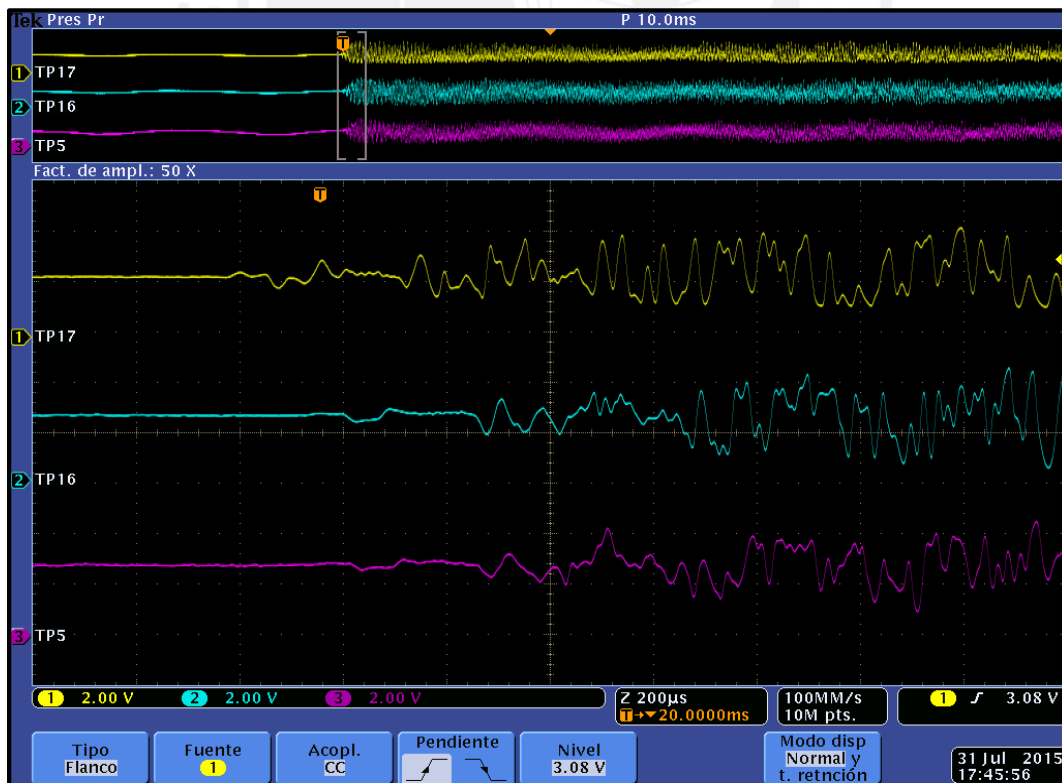 Tek Pres Pr P 10.0ms
T
1 TP17
2 TP16
3 TP5
Fact. de ampl.: 50 X
T
1 TP17
2 TP16
3 TP5
1 2.00 V 2 2.00 V 3 2.00 V
Z 200µs
T→▼20.0000ms
100MM/s
10M pts.
1 3.08 V
Tipo
Flanco
Fuente
1
Acopl.
CC
Pendiente
Nivel
3.08 V
Modo disp
Normal y
t. retnción
31 Jul 2015
17:45:56